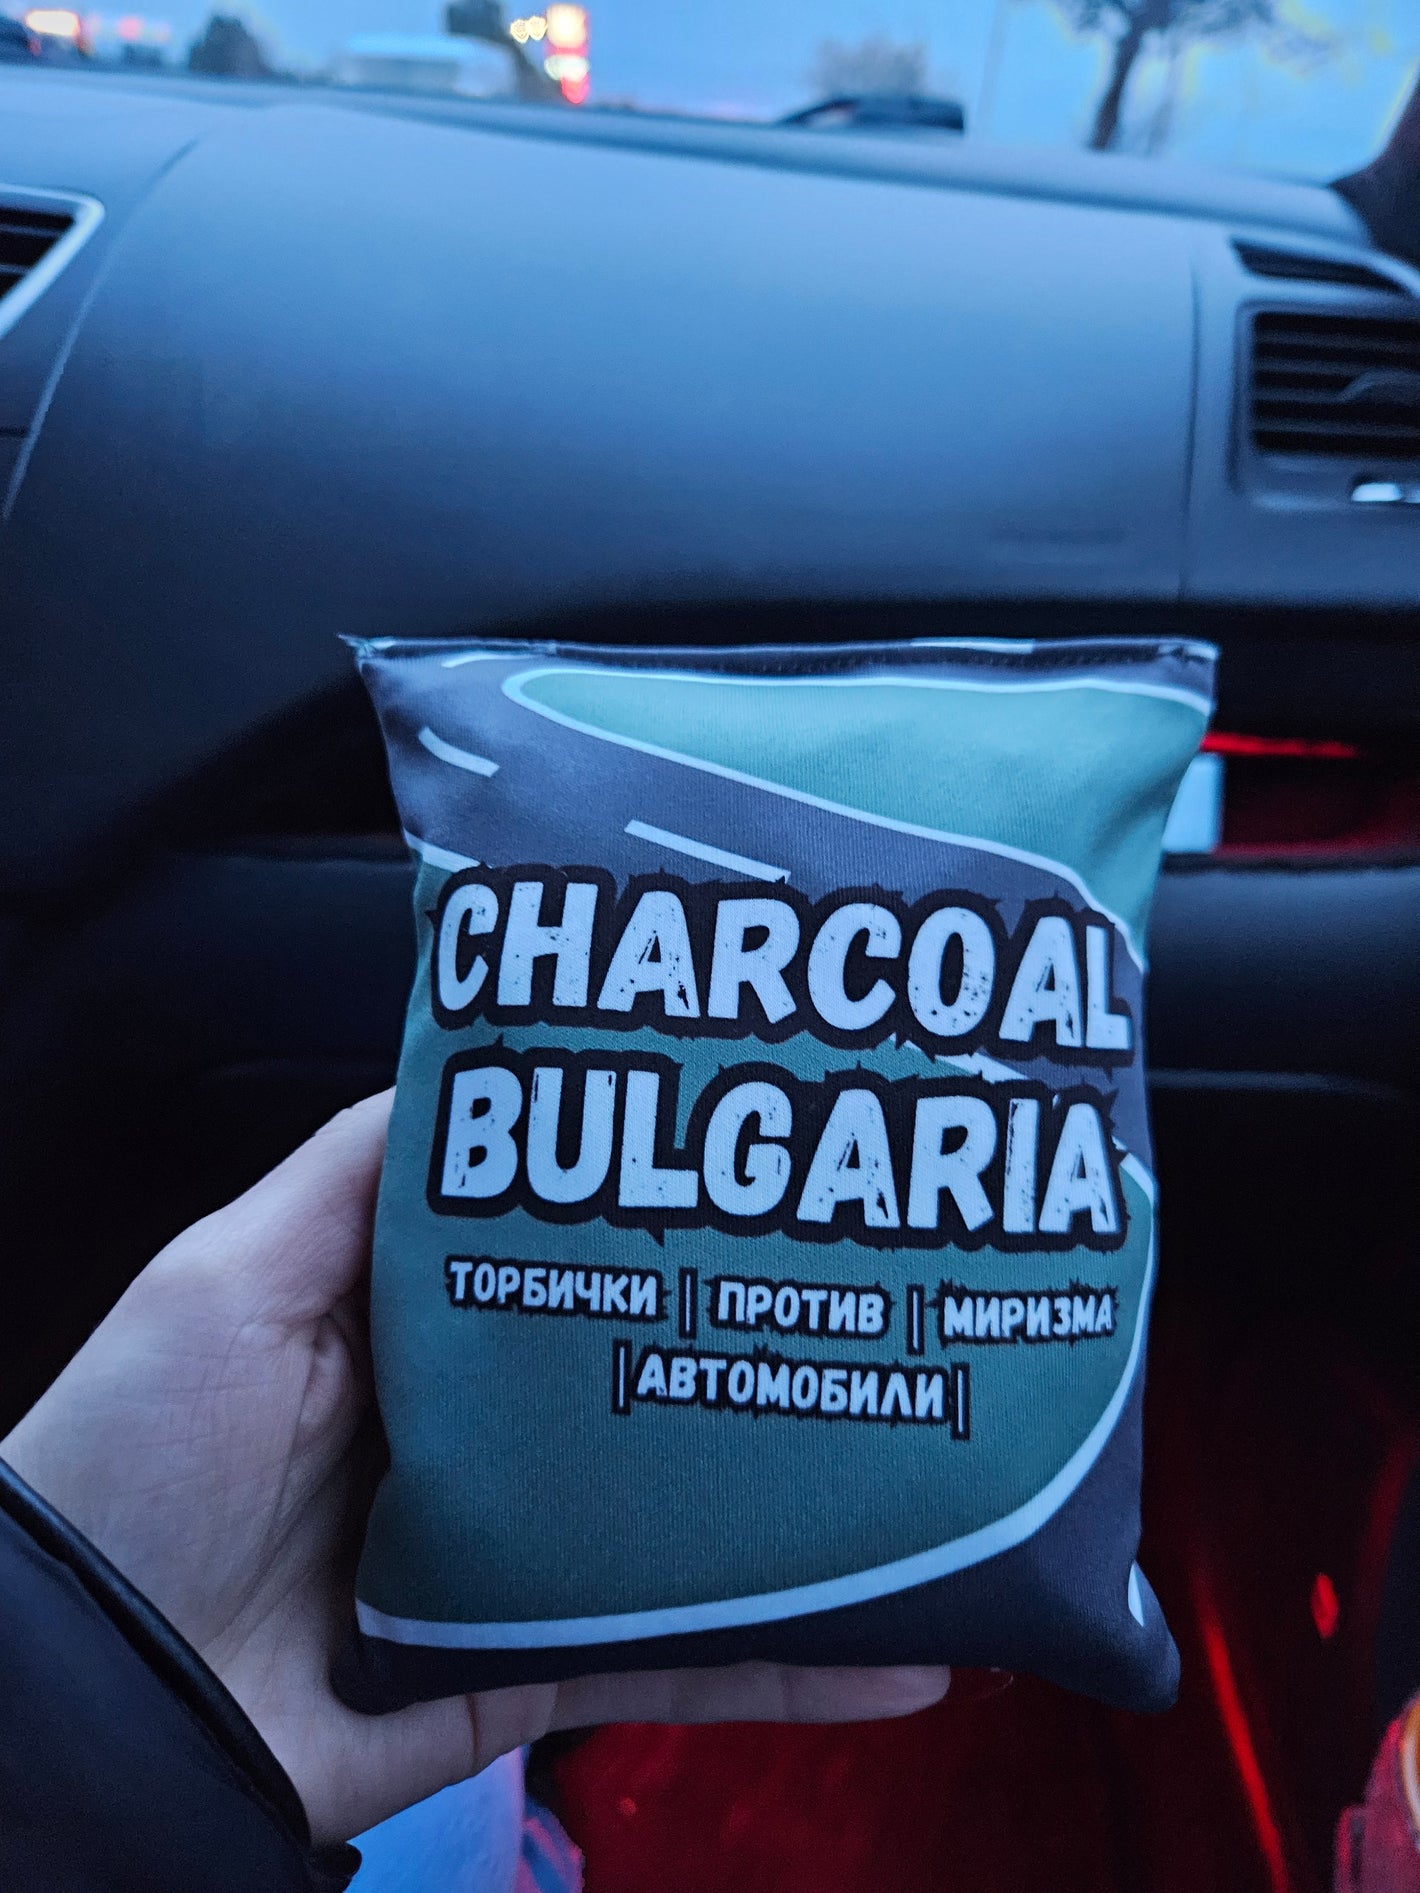 CHARCOAL
BULGARIA
ТОРБИЧКИ | ПРОТИВ | МИРИЗМА
|АВТОМОБИЛИ|